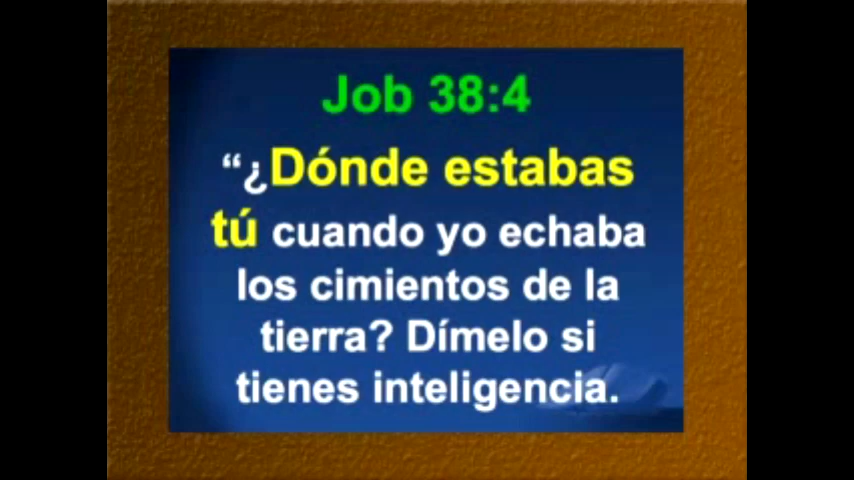 Job 38:4
“¿Dónde estabas
tú cuando yo echaba
los cimientos de la
tierra? Dímelo si
tienes inteligencia.